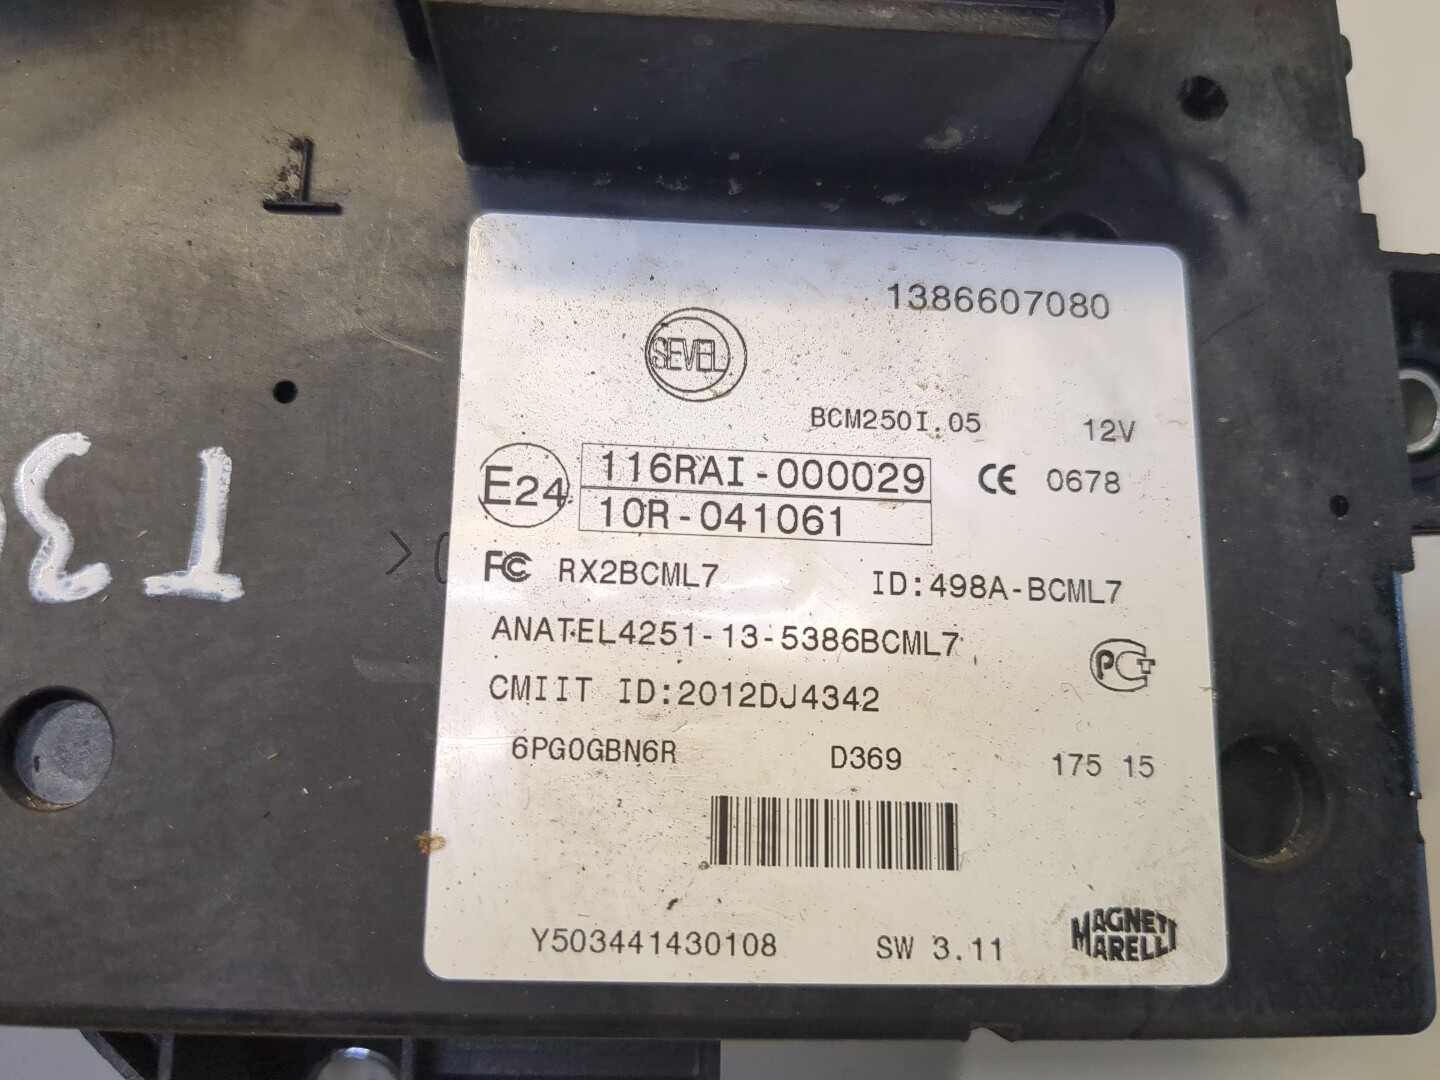 1386607080
SEVEL
BCM250I.05 12V
E24 116RAI-000029 CE 0678
10R-041061
FC RX2BCML7 ID:498A-BCML7
ANATEL4251-13-5386BCML7
PCT
CMIIT ID:2012DJ4342
6PG0GBN6R D369 175 15
Y503441430108 SW 3.11
MAGNETI
MARELLI
T3